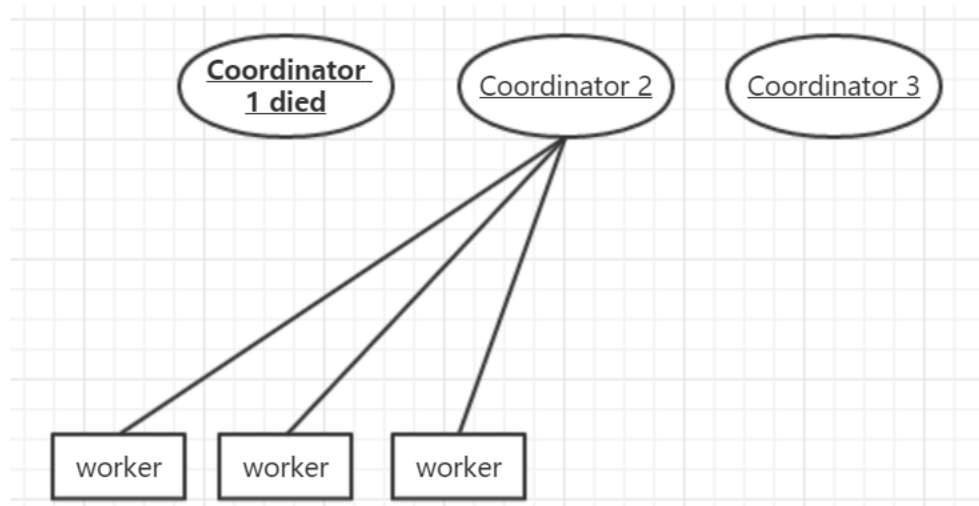 Coordinator
1 died
Coordinator 2
Coordinator 3
worker
worker
worker